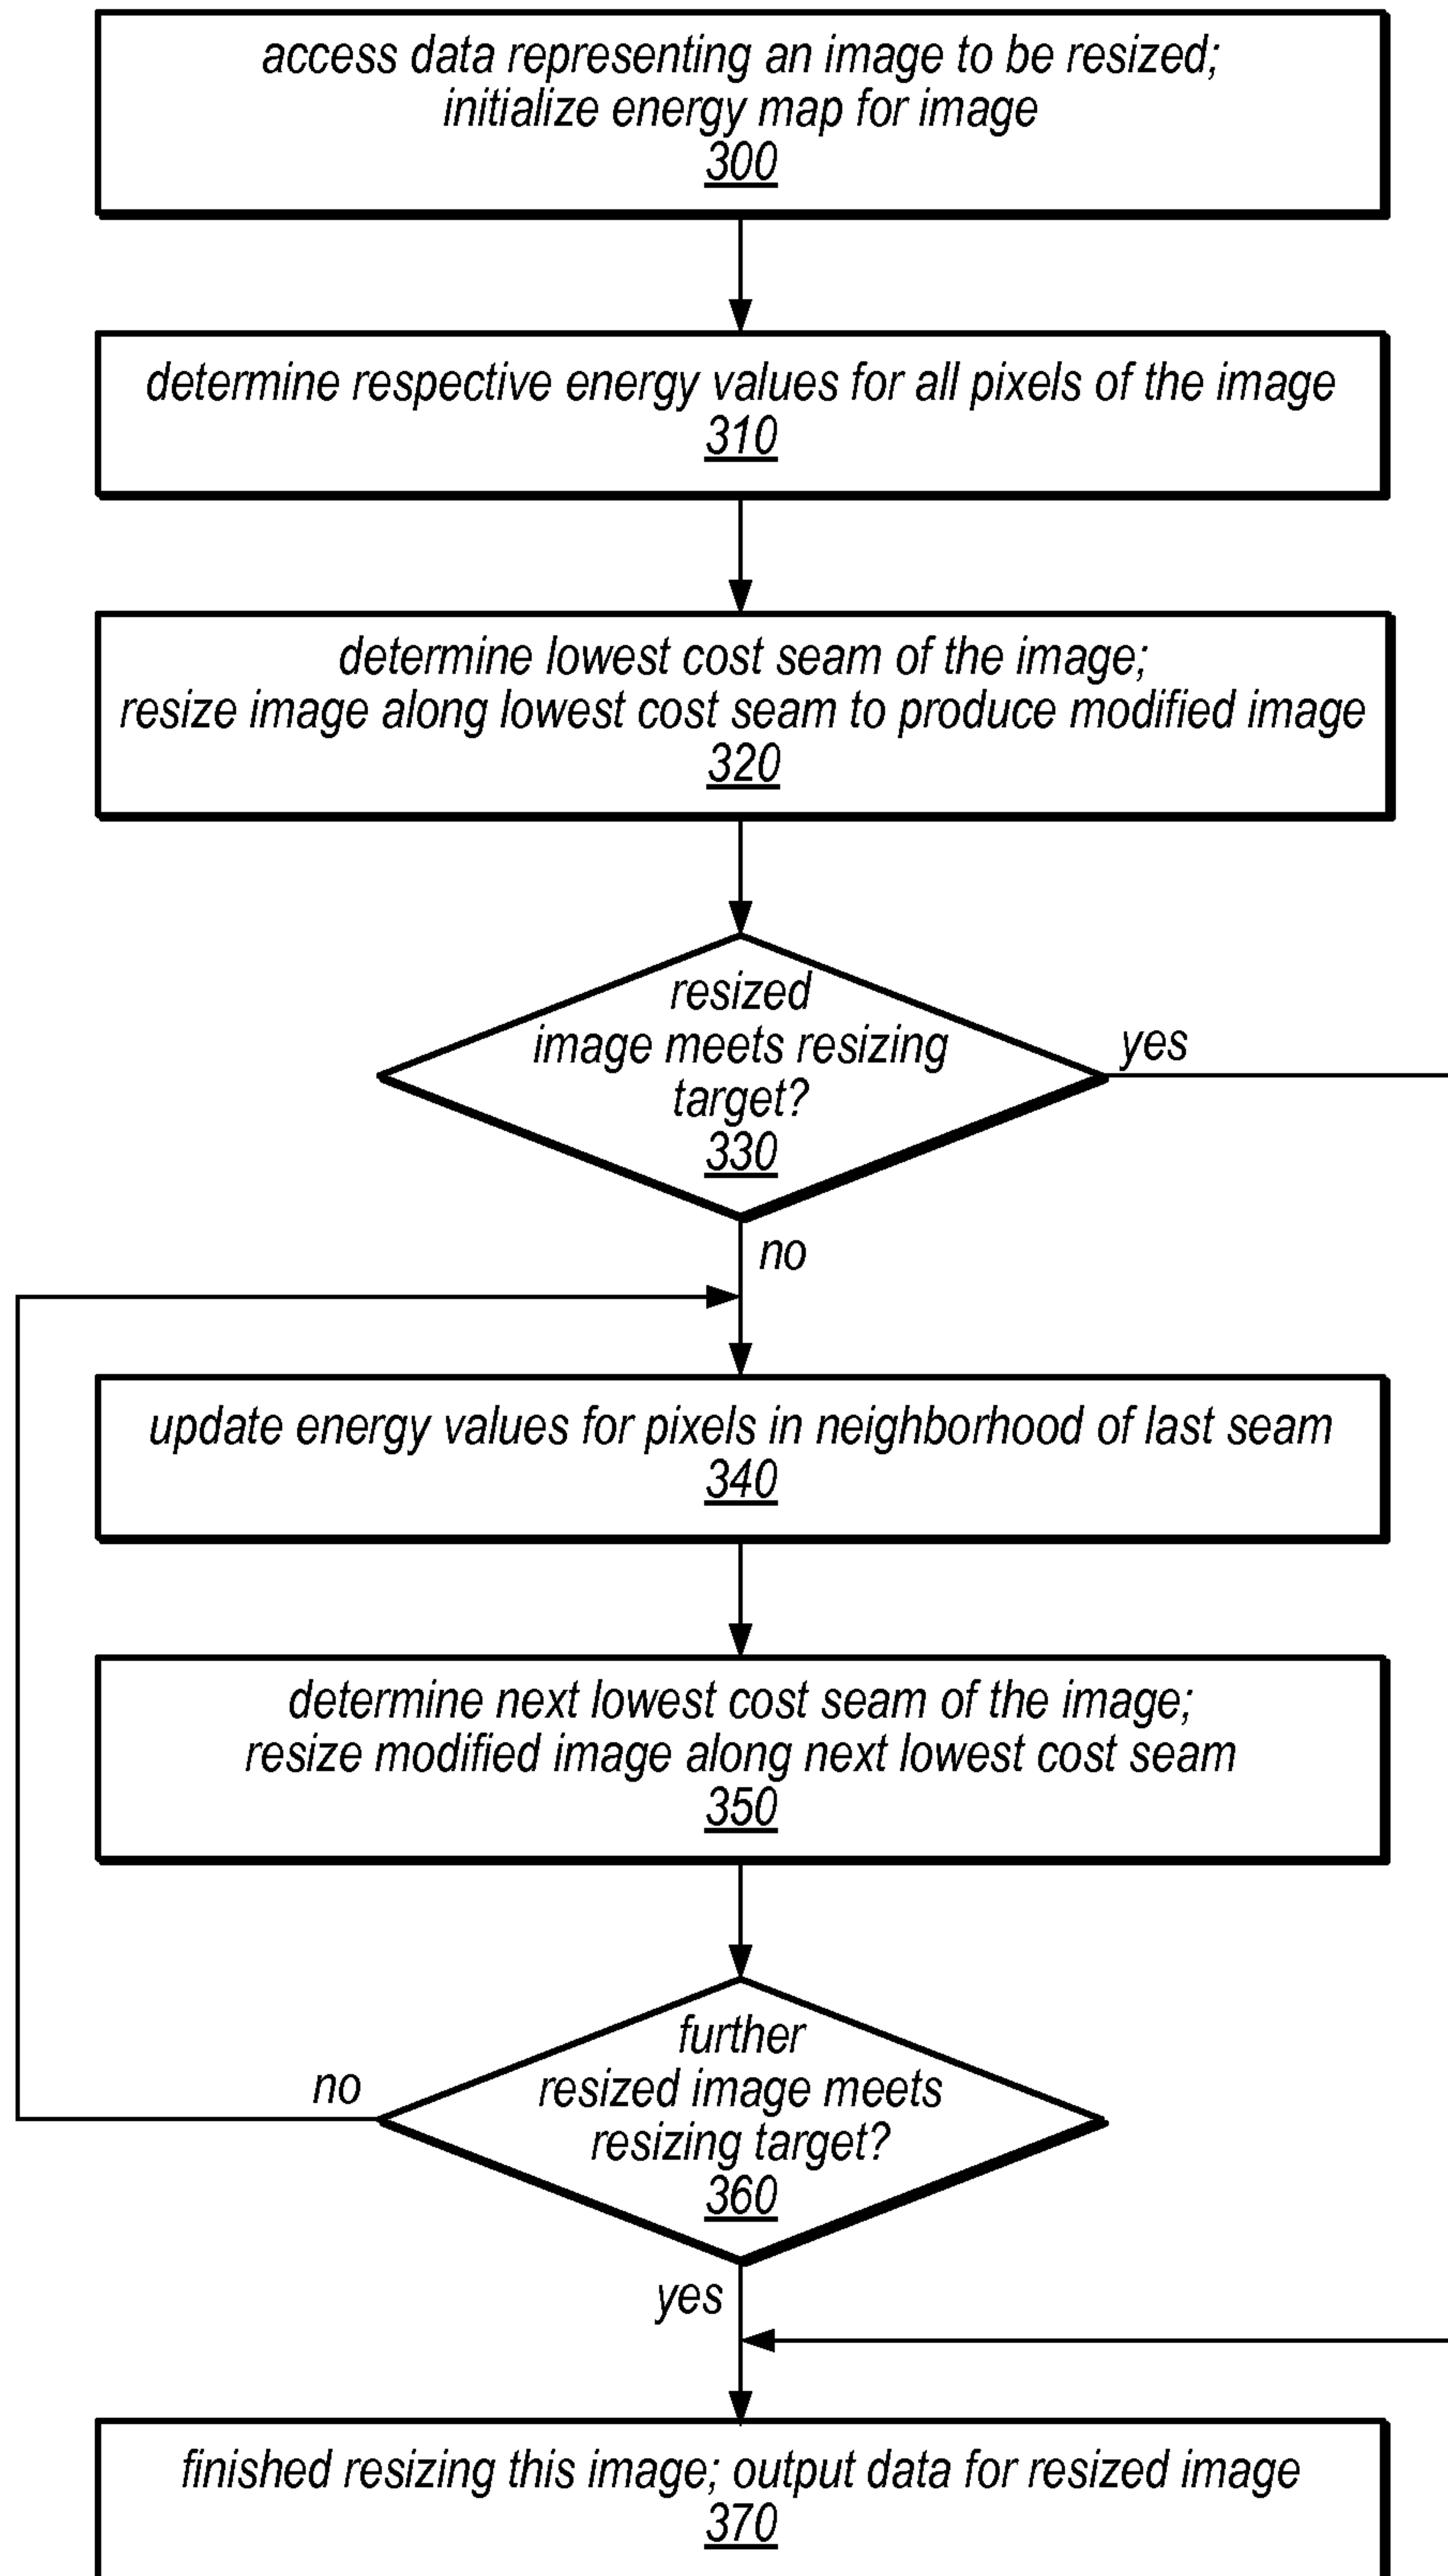 access data representing an image to be resized;
initialize energy map for image
300
determine respective energy values for all pixels of the image
310
determine lowest cost seam of the image;
resize image along lowest cost seam to produce modified image
320
resized
image meets resizing
target?
330
yes
no
update energy values for pixels in neighborhood of last seam
340
determine next lowest cost seam of the image;
resize modified image along next lowest cost seam
350
further
resized image meets
resizing target?
360
no
yes
finished resizing this image; output data for resized image
370